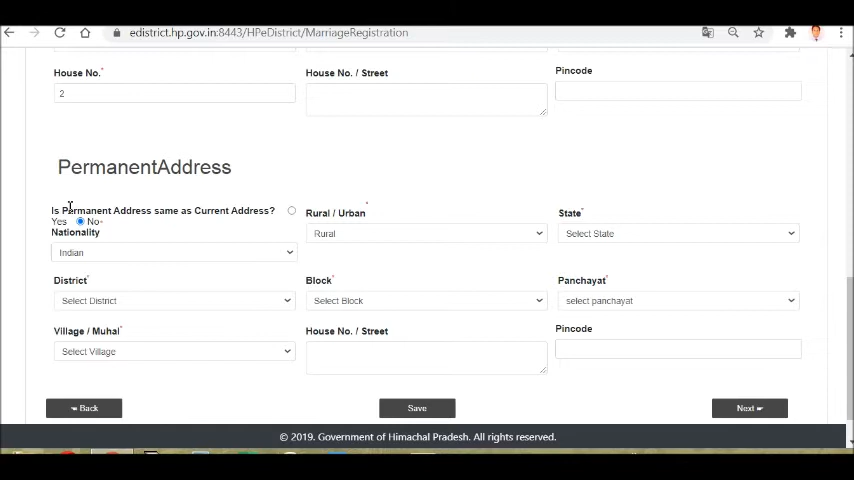 edistrict.hp.gov.in:8443/HPeDistrict/MarriageRegistration
House No.*
House No. / Street
Pincode
2
PermanentAddress
Is Permanent Address same as Current Address?
Yes No*
Rural / Urban*
State*
Nationality
Indian
Rural
Select State
District*
Block*
Panchayat*
Select District
Select Block
select panchayat
Village / Muhal*
House No. / Street
Pincode
Select Village
Back
Save
Next
© 2019. Government of Himachal Pradesh. All rights reserved.